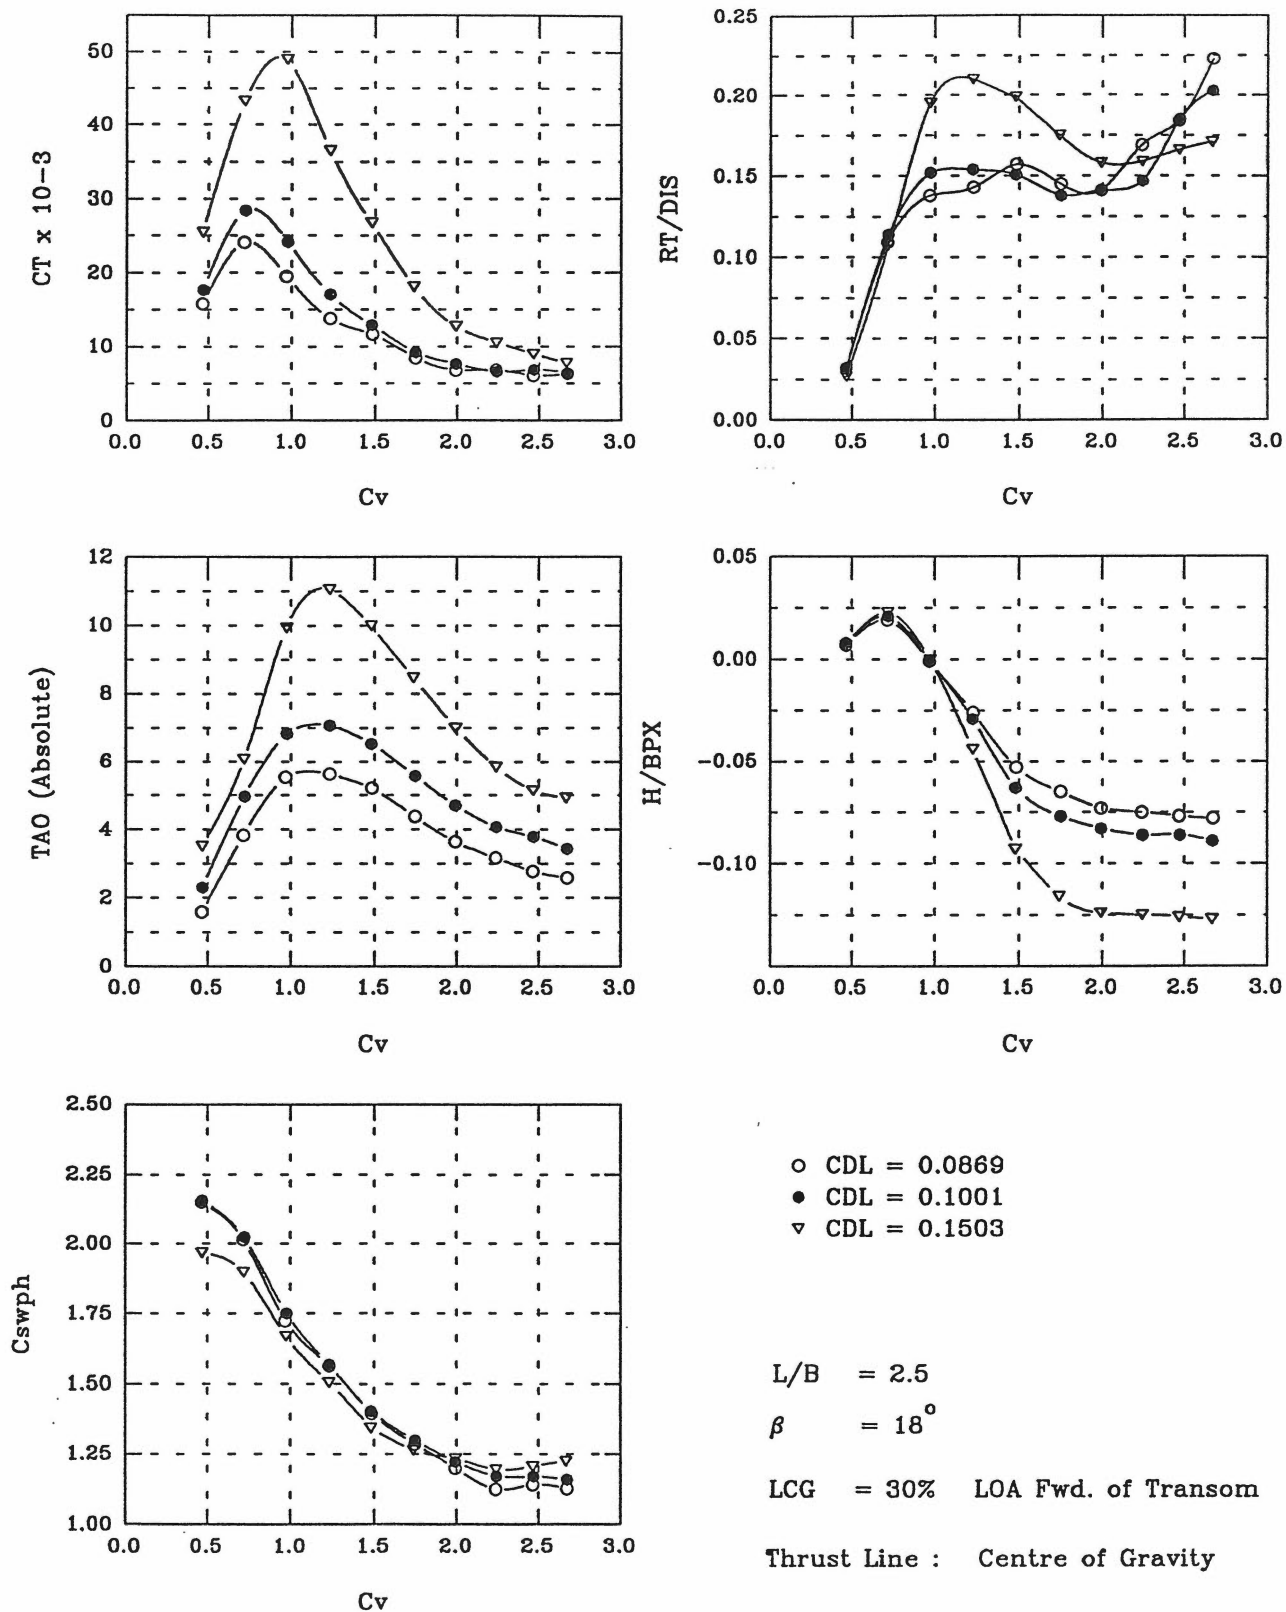 50
40
30
20
10
0
CT x 10-3
0.0 0.5 1.0 1.5 2.0 2.5 3.0
Cv
0.25
0.20
0.15
0.10
0.05
0.00
RT/DIS
0.0 0.5 1.0 1.5 2.0 2.5 3.0
Cv
12
10
8
6
4
2
0
TAO (Absolute)
0.0 0.5 1.0 1.5 2.0 2.5 3.0
Cv
0.05
0.00
-0.05
-0.10
H/BPX
0.0 0.5 1.0 1.5 2.0 2.5 3.0
Cv
2.50
2.25
2.00
1.75
1.50
1.25
1.00
Cswph
0.0 0.5 1.0 1.5 2.0 2.5 3.0
Cv
CDL = 0.0869
CDL = 0.1001
CDL = 0.1503
L/B = 2.5
β = 18°
LCG = 30% LOA Fwd. of Transom
Thrust Line : Centre of Gravity